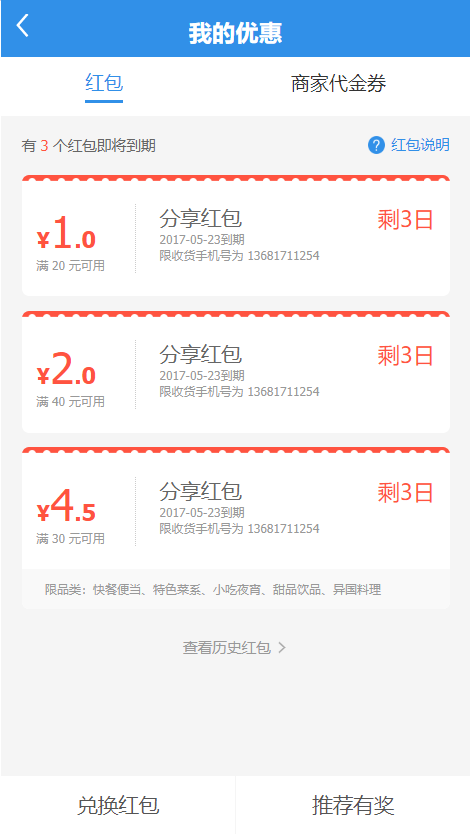 我的优惠
红包 商家代金券
有 3 个红包即将到期 ? 红包说明
¥1.0 分享红包 剩3日
2017-05-23到期
限收货手机号为 13681711254
满 20 元可用
¥2.0 分享红包 剩3日
2017-05-23到期
限收货手机号为 13681711254
满 40 元可用
¥4.5 分享红包 剩3日
2017-05-23到期
限收货手机号为 13681711254
满 30 元可用
限品类：快餐便当、特色菜系、小吃夜宵、甜品饮品、异国料理
查看历史红包
兑换红包 推荐有奖